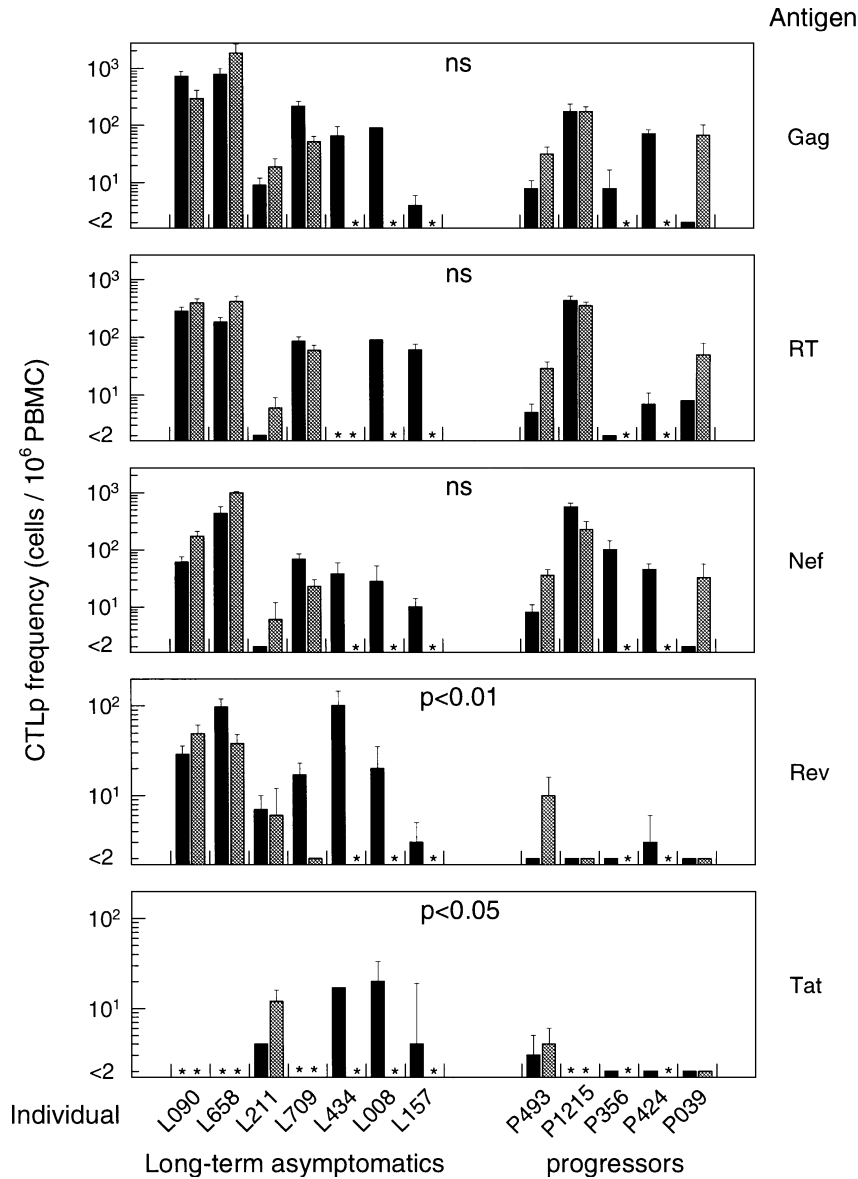 Antigen
CTLp frequency (cells / 10⁶ PBMC)
ns
10³
10²
10¹
<2
* * * * *
Gag
ns
10³
10²
10¹
<2
* * * * * *
RT
ns
10³
10²
10¹
<2
* * * * *
Nef
p<0.01
10²
10¹
<2
* * * * *
Rev
p<0.05
10²
10¹
<2
* * * * * * * * * * * * *
Tat
Individual
L090 L658 L211 L709 L434 L008 L157 P493 P1215 P356 P424 P039
Long-term asymptomatics progressors